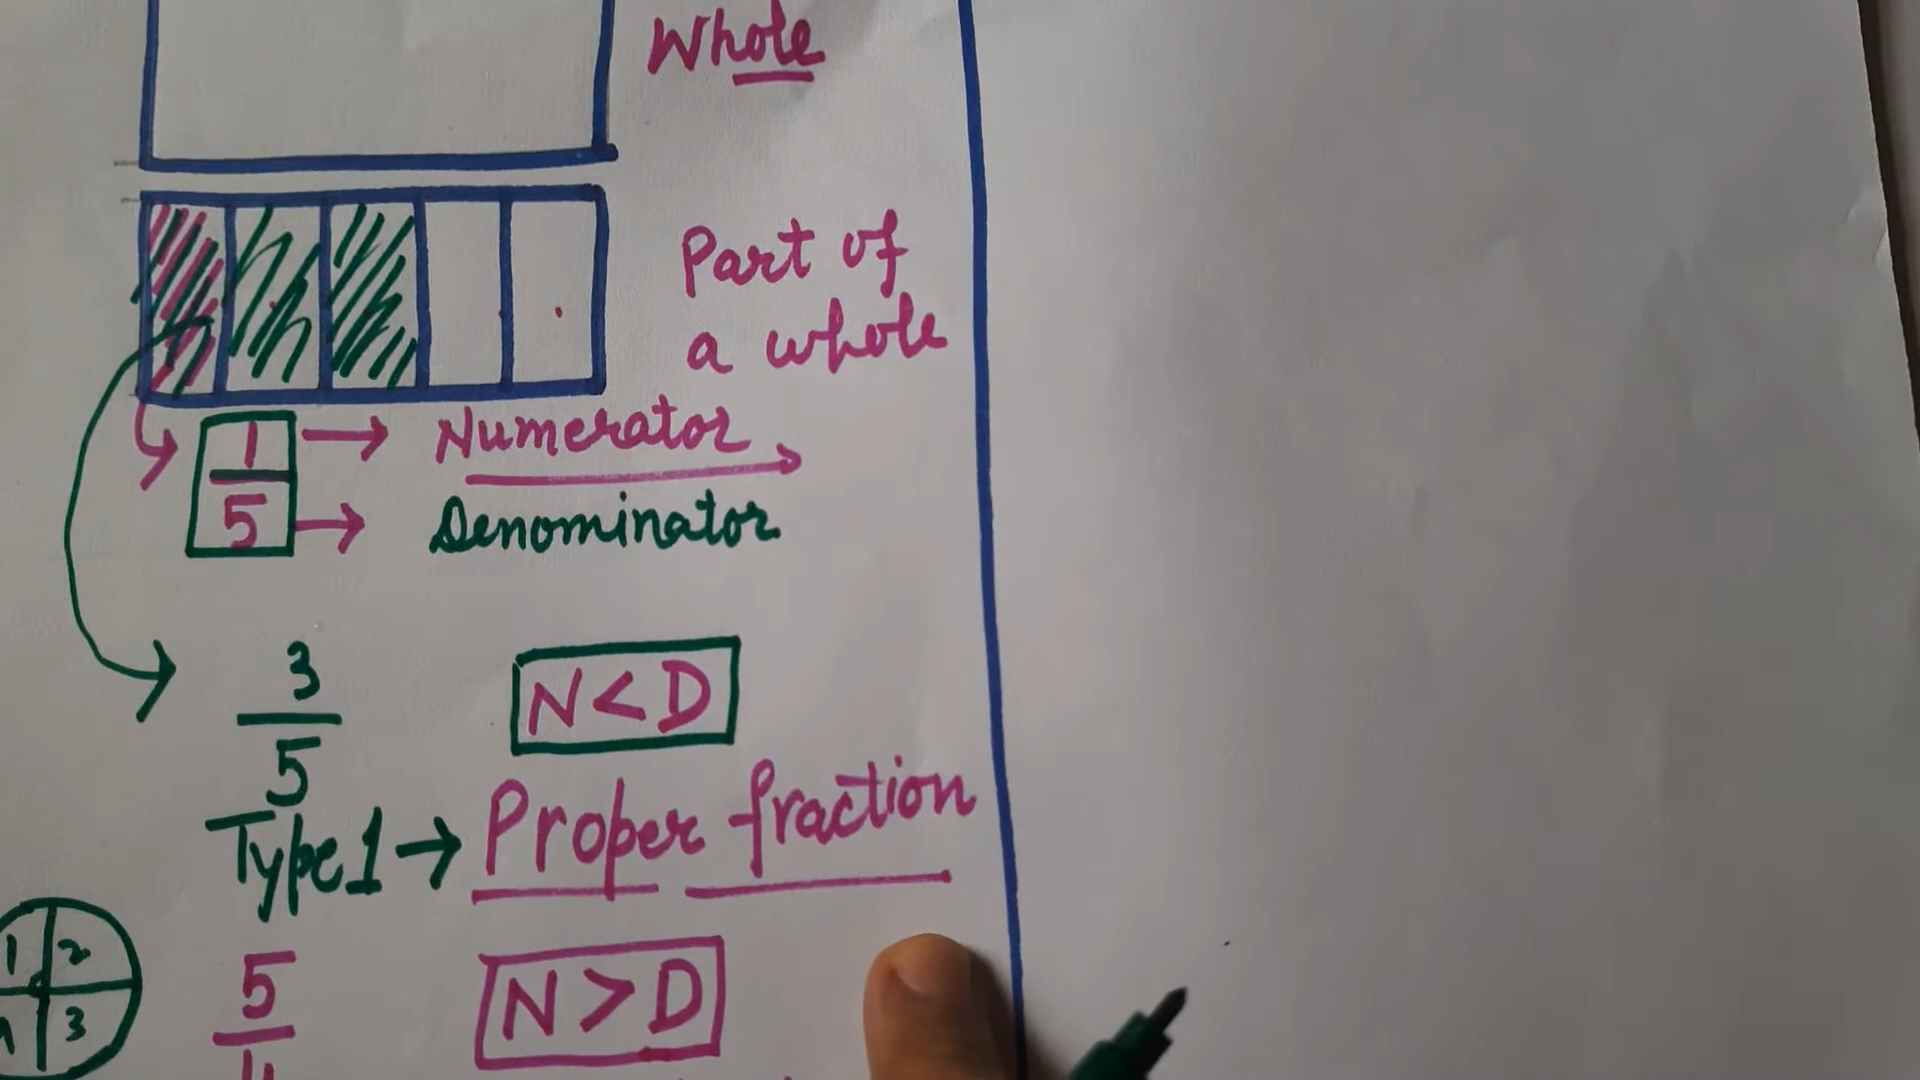 Whole
Part of
a whole
1 → Numerator
5 → Denominator
3
5
N<D
Type 1 → Proper fraction
1 2
3
5
N>D